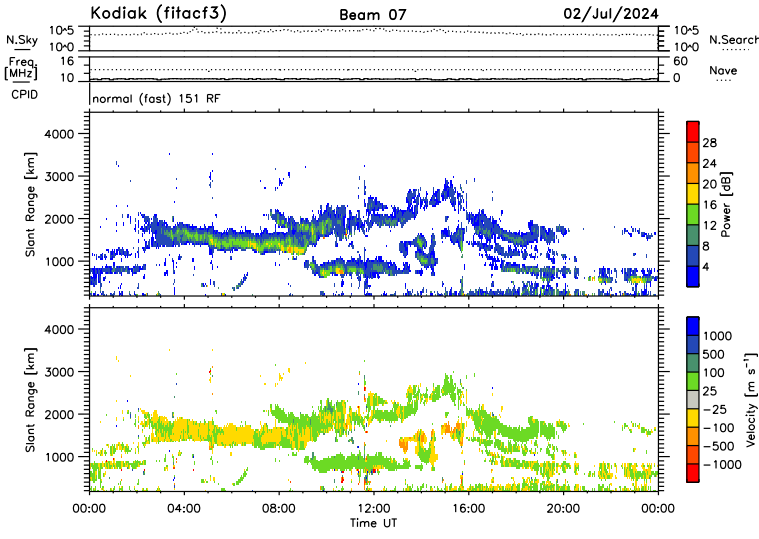 Kodiak (fitacf3) Beam 07 02/Jul/2024
N.Sky 10^5 10^0 10^5 10^0 N.Search
Freq. [MHz] 16 10 60 0 Nave
CPID normal (fast) 151 RF
Slant Range [km] 4000 3000 2000 1000
Power [dB] 28 24 20 16 12 8 4
Slant Range [km] 4000 3000 2000 1000
Velocity [m s^-1] 1000 500 100 25 -25 -100 -500 -1000
00:00 04:00 08:00 12:00 16:00 20:00 00:00
Time UT